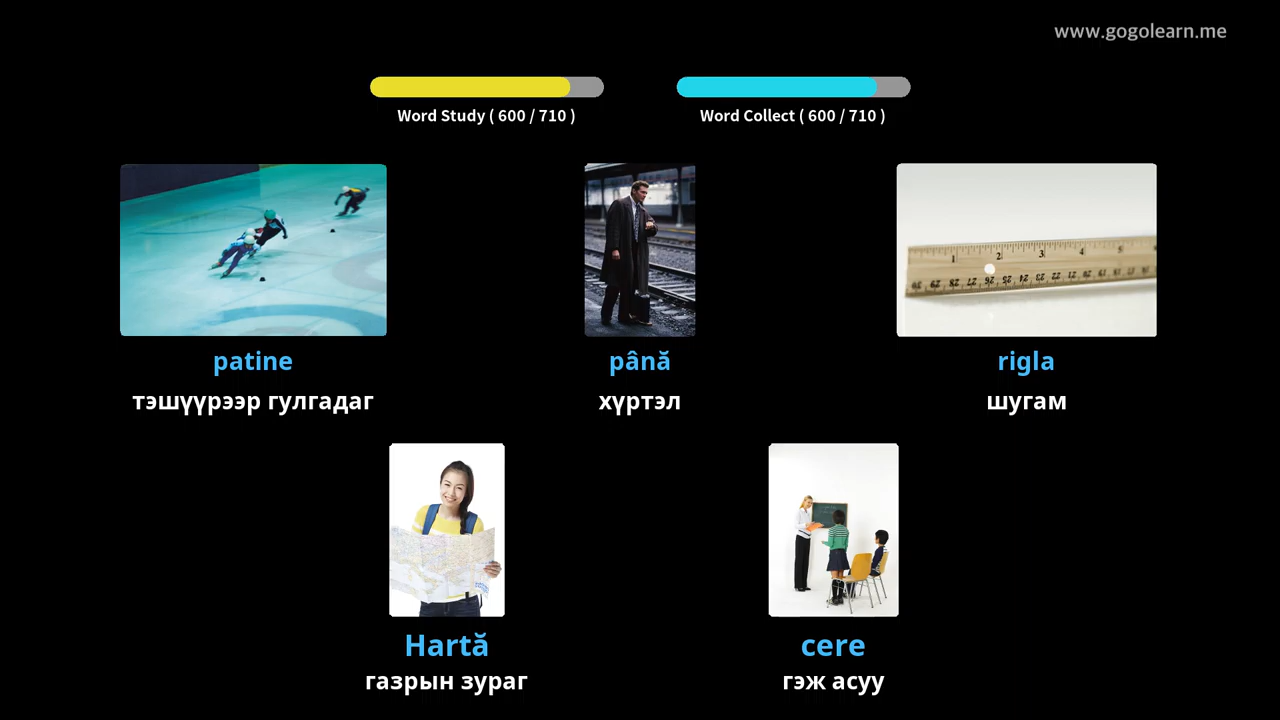 www.gogolearn.me
Word Study ( 600 / 710 )
Word Collect ( 600 / 710 )
patine
тэшүүрээр гулгадаг
până
хүртэл
rigla
шугам
Hartă
газрын зураг
cere
гэж асуу